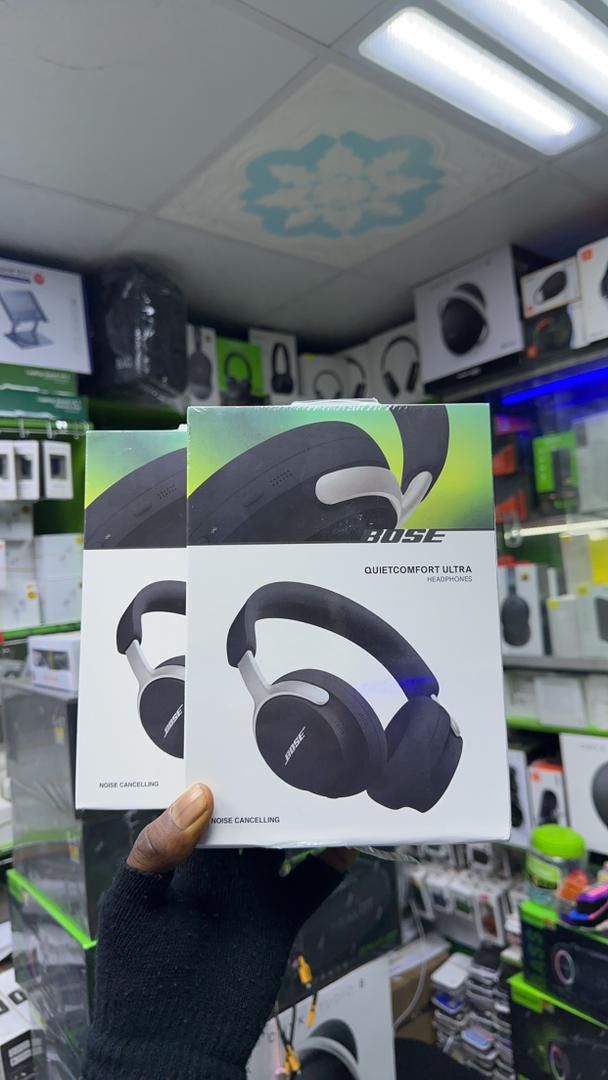 BOSE
QUIETCOMFORT ULTRA
HEADPHONES
BOSE
BOSE
NOISE CANCELLING
NOISE CANCELLING